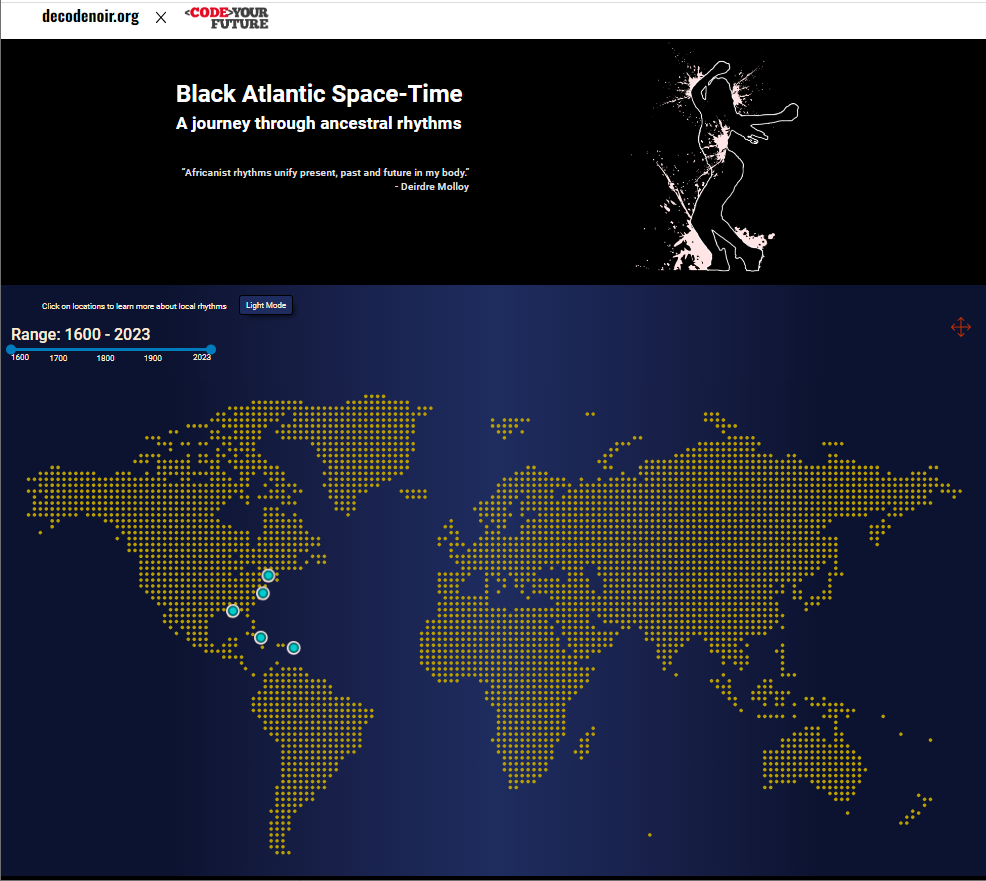 decodenoir.org × <CODE>YOUR
FUTURE
Black Atlantic Space-Time
A journey through ancestral rhythms
"Africanist rhythms unify present, past and future in my body."
- Deirdre Molloy
Click on locations to learn more about local rhythms Light Mode
Range: 1600 - 2023
1600 1700 1800 1900 2023